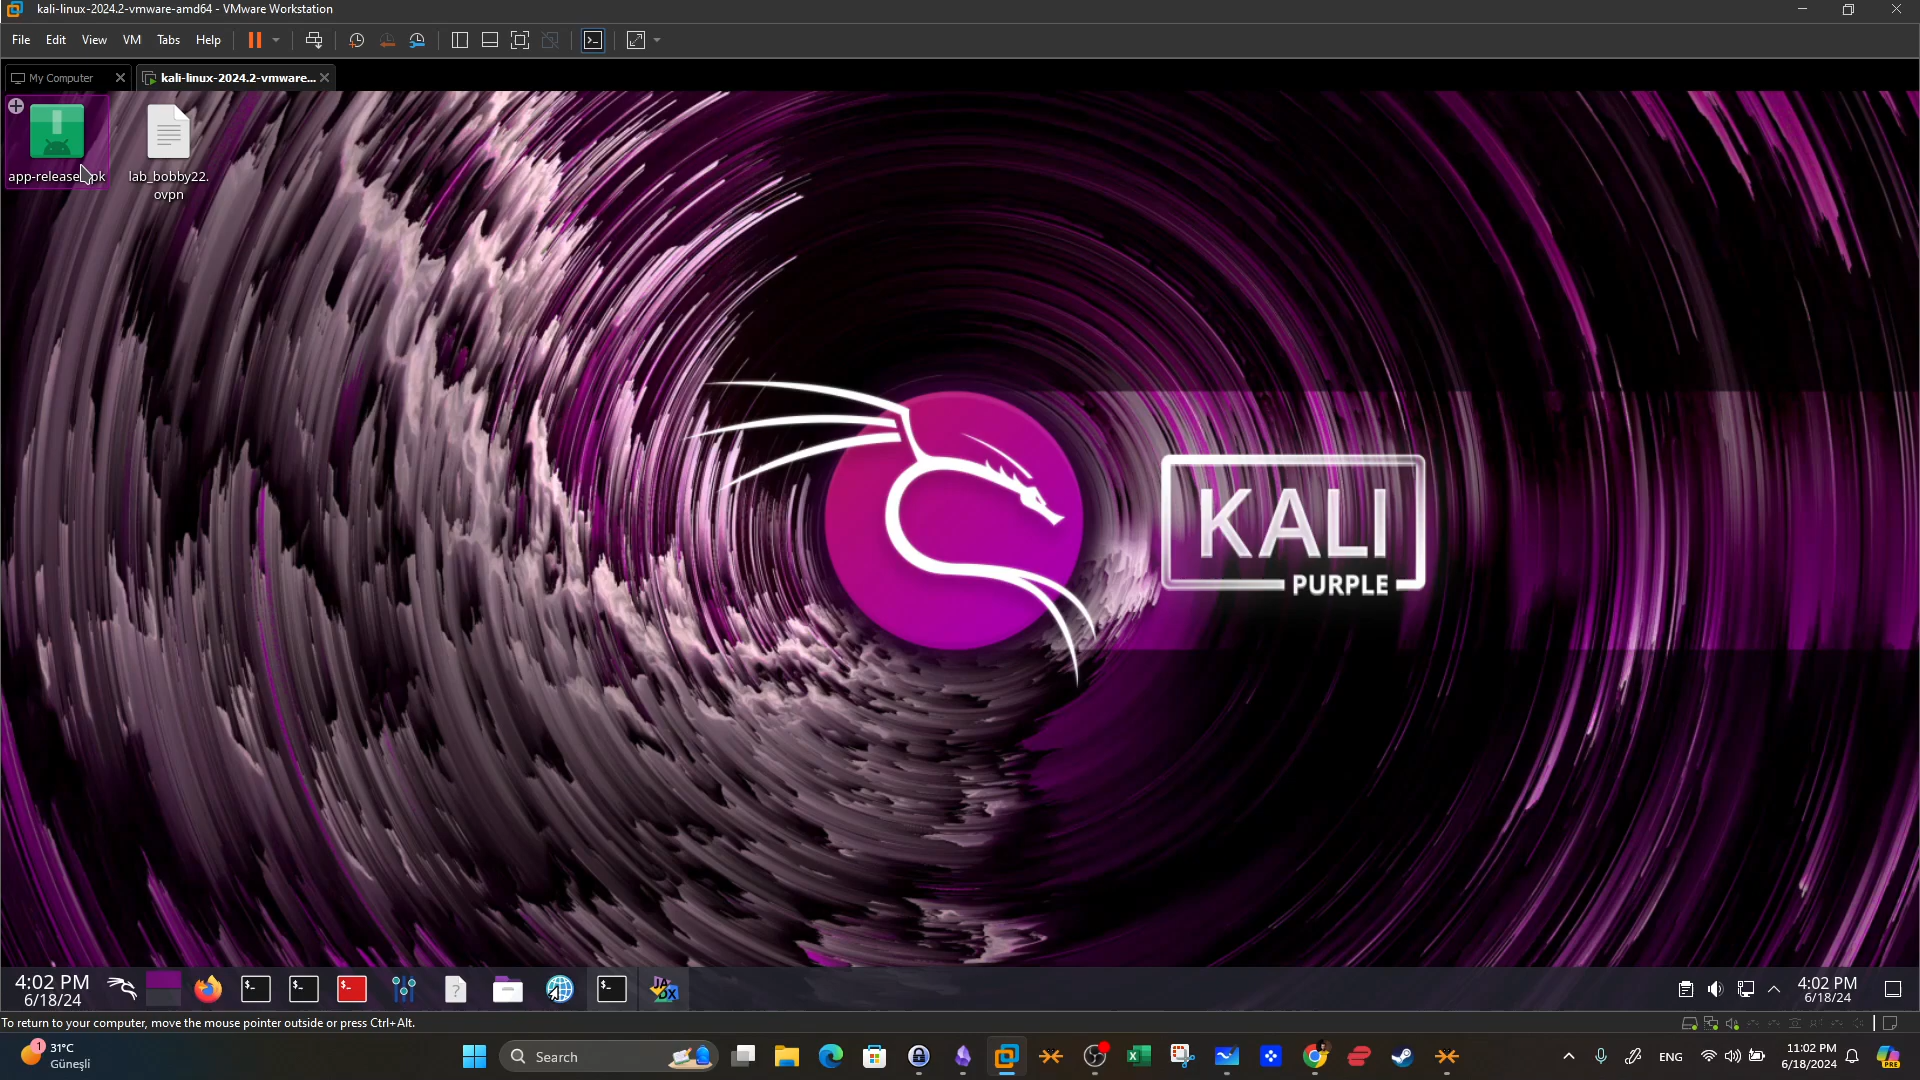 kali-linux-2024.2-vmware-amd64 - VMware Workstation
File Edit View VM Tabs Help
My Computer
kali-linux-2024.2-vmware...
lab_bobby22.
ovpn
KALI
PURPLE
4:02 PM
6/18/24
JADX
4:02 PM
6/18/24
To return to your computer, move the mouse pointer outside or press Ctrl+Alt.
1
31°C
Güneşli
Search
ENG
11:02 PM
6/18/2024
PRE